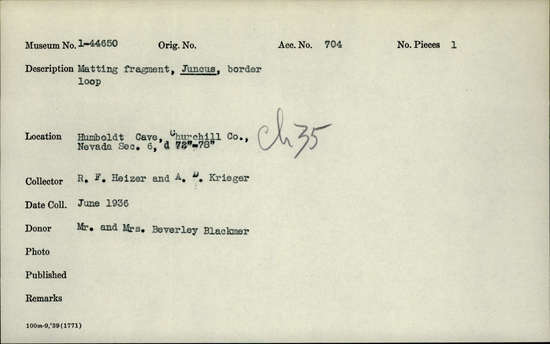 Museum No. 1-44650 Orig. No. Acc. No. 704 No. Pieces 1
Description Matting fragment, Juncus, border
loop
Location Humboldt Cave, Churchill Co.,
Nevada Sec. 6, d 72"-78"
Ch 35
Collector R. F. Heizer and A. D. Krieger
Date Coll. June 1936
Donor Mr. and Mrs. Beverley Blackmer
Photo
Published
Remarks
100m-9,'39(1771)